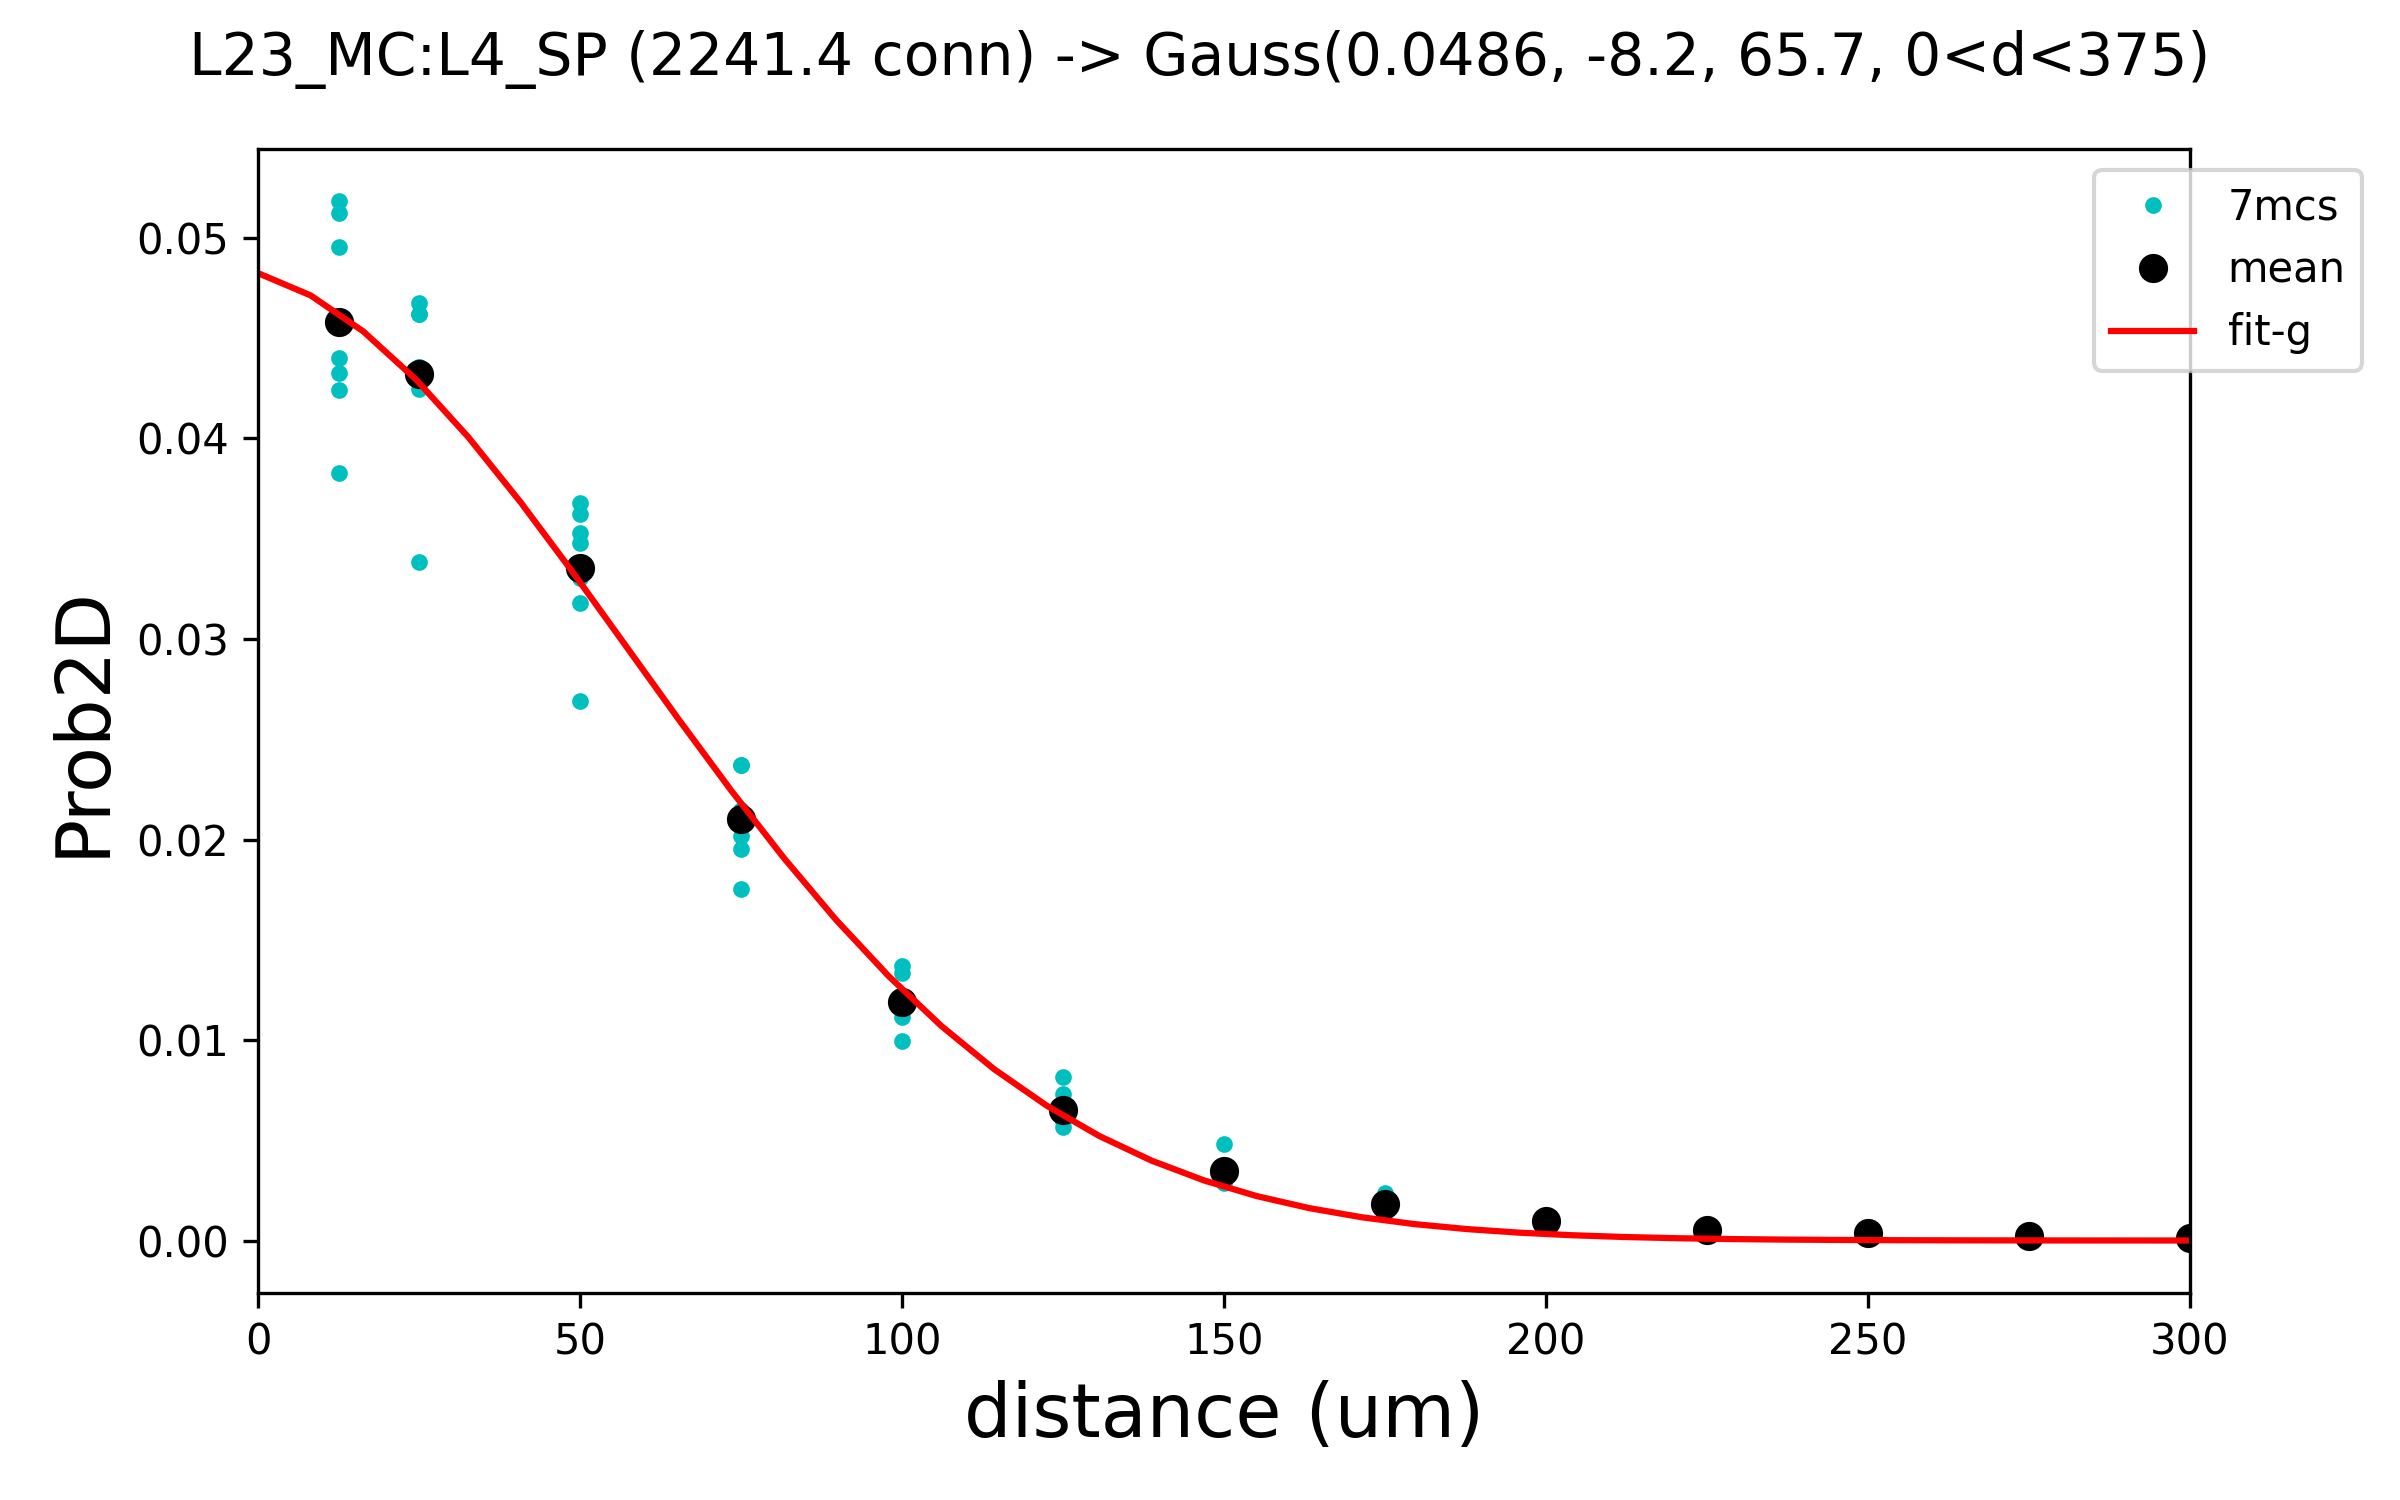 L23_MC:L4_SP (2241.4 conn) -> Gauss(0.0486, -8.2, 65.7, 0<d<375)
7mcs
mean
fit-g
0.05
0.04
0.03
0.02
0.01
0.00
Prob2D
0 50 100 150 200 250 300
distance (um)